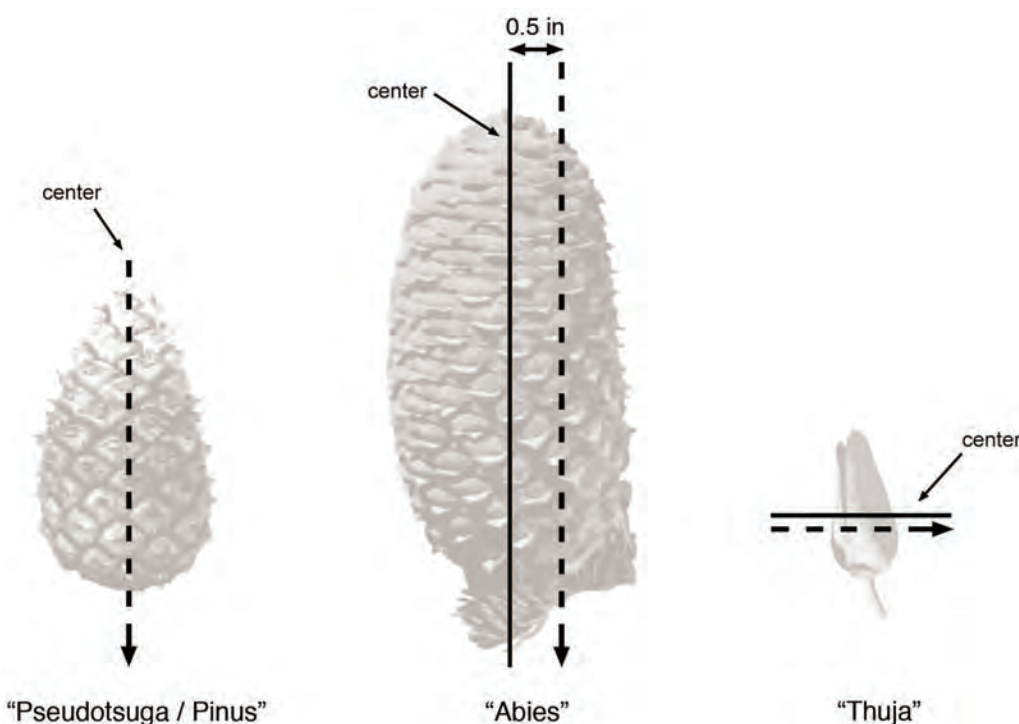 0.5 in
center
center
center
“Pseudotsuga / Pinus”
“Abies”
“Thuja”